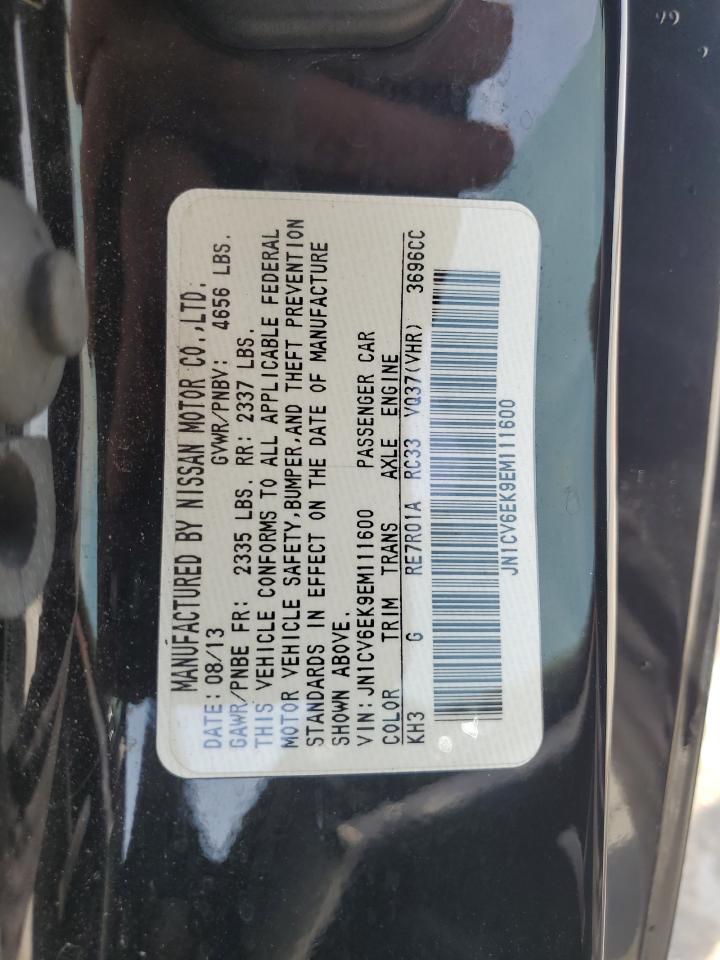 MANUFACTURED BY NISSAN MOTOR CO.,LTD.
DATE: 08/13 GVWR/PNBV: 4656 LBS.
GAWR/PNBE FR: 2335 LBS. RR: 2337 LBS.
THIS VEHICLE CONFORMS TO ALL APPLICABLE FEDERAL
MOTOR VEHICLE SAFETY,BUMPER,AND THEFT PREVENTION
STANDARDS IN EFFECT ON THE DATE OF MANUFACTURE
SHOWN ABOVE.
VIN:JN1CV6EK9EM111600 PASSENGER CAR
COLOR TRIM TRANS AXLE ENGINE
KH3 G RE7R01A RC33 VQ37(VHR) 3696CC
JN1CV6EK9EM111600